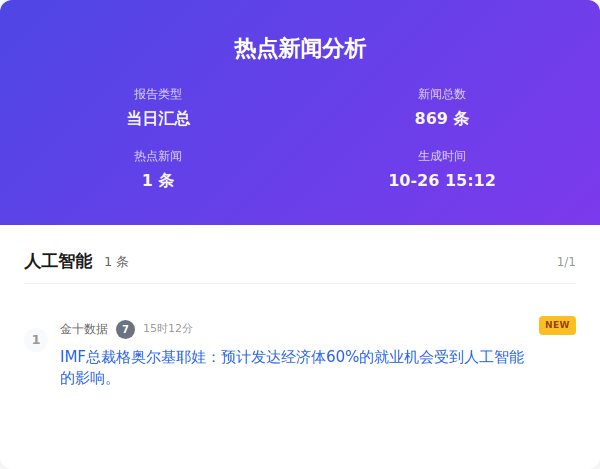 热点新闻分析
报告类型
新闻总数
当日汇总
869 条
热点新闻
生成时间
1 条
10-26 15:12
人工智能 1 条 1/1
1 金十数据 7 15时12分 NEW
IMF总裁格奥尔基耶娃：预计发达经济体60%的就业机会受到人工智能
的影响。